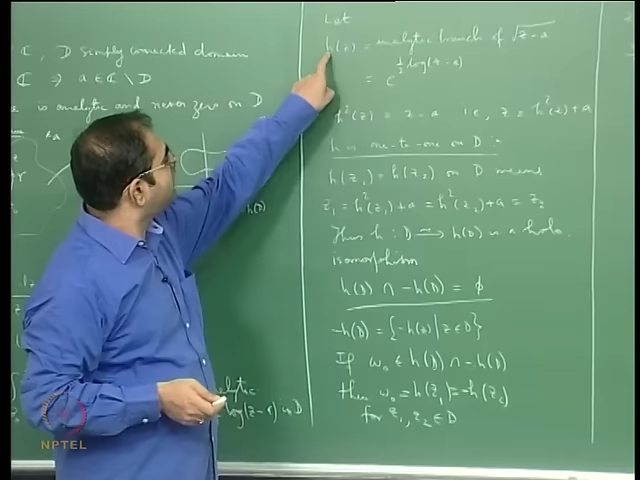 ℂ, D simply connected domain
ℂ ⇒ a ∈ ℂ \ D
a is analytic and never zero on D
h(D)
analytic
log(z-a) in D
Let
h(z) = analytic branch of √(z-a)
= e^{½ log(z-a)}
h²(z) = z-a i.e., z = h²(z)+a
h is one-to-one on D :-
h(z₁) = h(z₂) on D means
z₁ = h²(z₁)+a = h²(z₂)+a = z₂
Thus h : D → h(D) is a holo.
isomorphism
h(D) ∩ -h(D) = ϕ
-h(D) = {-h(z) | z ∈ D}
If w₀ ∈ h(D) ∩ -h(D)
then w₀ = h(z₁) = -h(z₂)
for z₁, z₂ ∈ D
NPTEL